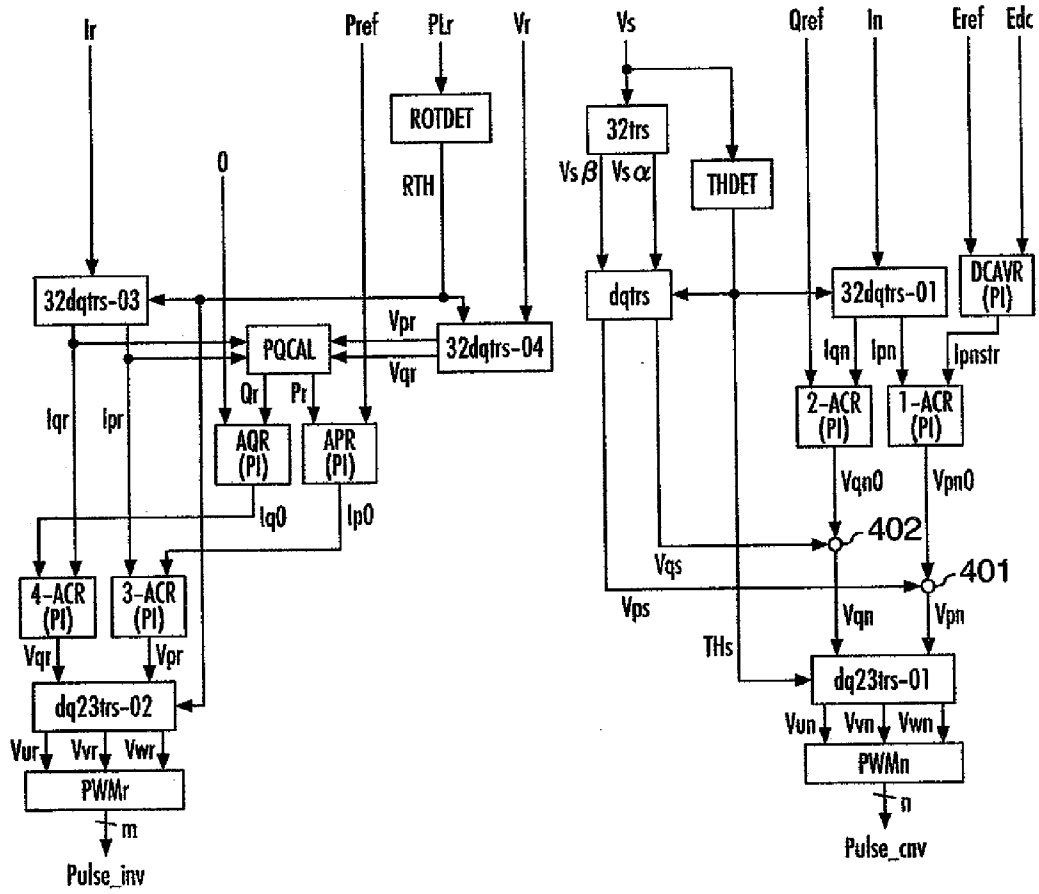 Ir
Pref
PLr
Vr
Vs
Qref
In
Eref
Edc
ROTDET
32trs
0
RTH
Vsβ
Vsα
THDET
32dqtrs-03
dqtrs
32dqtrs-01
DCAVR
(PI)
Vpr
PQCAL
32dqtrs-04
Vqr
Iqn
Ipn
Ipnstr
Qr
Pr
2-ACR
(PI)
1-ACR
(PI)
Iqr
Ipr
AQR
(PI)
APR
(PI)
Vqn0
Vpn0
Iq0
Ip0
402
Vqs
401
4-ACR
(PI)
3-ACR
(PI)
Vps
Vqn
Vpn
Vqr
Vpr
THs
dq23trs-02
dq23trs-01
Vur
Vvr
Vwr
Vun
Vvn
Vwn
PWMr
PWMn
m
n
Pulse_inv
Pulse_cnv